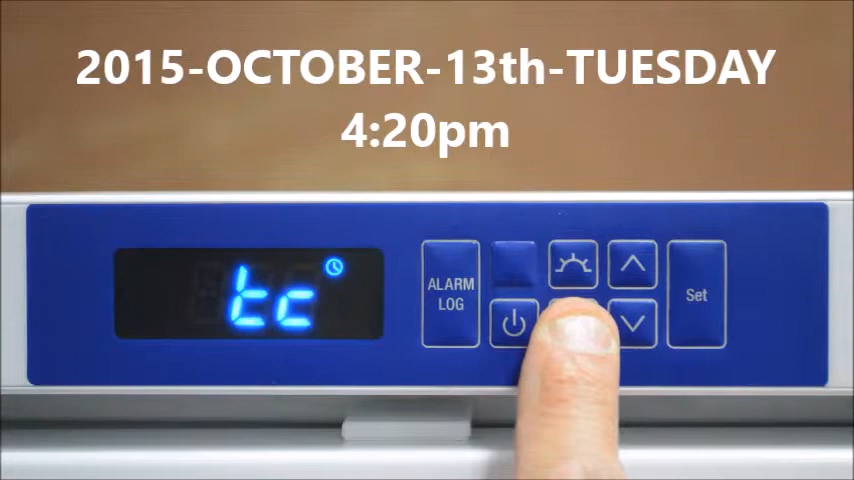 2015-OCTOBER-13th-TUESDAY
4:20pm
tc
ALARM
LOG
Set